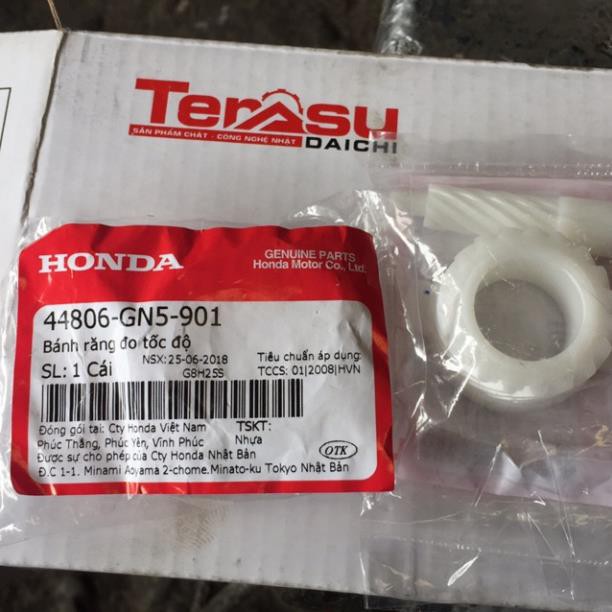 Terasu
SẢN PHẨM CHẤT - CÔNG NGHỆ NHẬT
DAICHI
HONDA
GENUINE PARTS
Honda Motor Co., Ltd.
44806-GN5-901
Bánh răng đo tốc độ
SL: 1 Cái
NSX: 25-06-2018
G8H25S
Tiêu chuẩn áp dụng:
TCCS: 01|2008|HVN
Đóng gói tại: Cty Honda Việt Nam
Phúc Thắng, Phúc Yên, Vĩnh Phúc
TSKT:
Nhựa
Được sự cho phép của Cty Honda Nhật Bản
Đ.C 1-1. Minami Aoyama 2-chome.Minato-ku Tokyo Nhật Bản
OTK